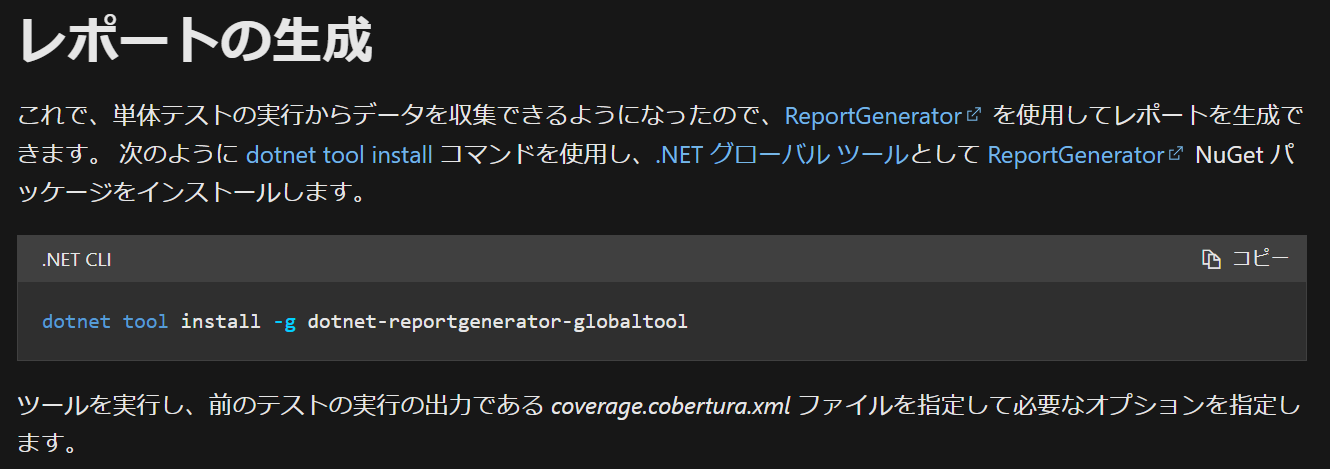 レポートの生成
これで、単体テストの実行からデータを収集できるようになったので、ReportGenerator を使用してレポートを生成で
きます。 次のように dotnet tool install コマンドを使用し、.NET グローバル ツールとして ReportGenerator NuGet パ
ッケージをインストールします。
.NET CLI
コピー
dotnet tool install -g dotnet-reportgenerator-globaltool
ツールを実行し、前のテストの実行の出力である coverage.cobertura.xml ファイルを指定して必要なオプションを指定し
ます。